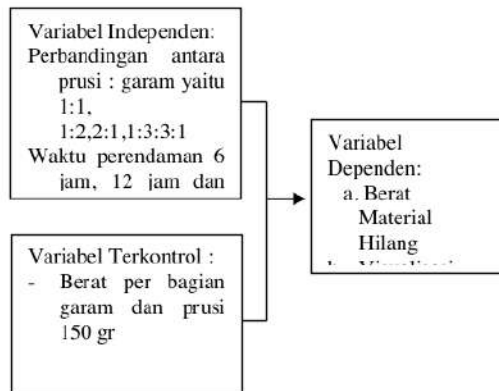 Variabel Independen:
Perbandingan antara
prusi : garam yaitu
1:1,
1:2,2:1,1:3:3:1
Waktu perendaman 6
jam, 12 jam dan
Variabel Terkontrol :
- Berat per bagian
garam dan prusi
150 gr
Variabel
Dependen:
a. Berat
Material
Hilang